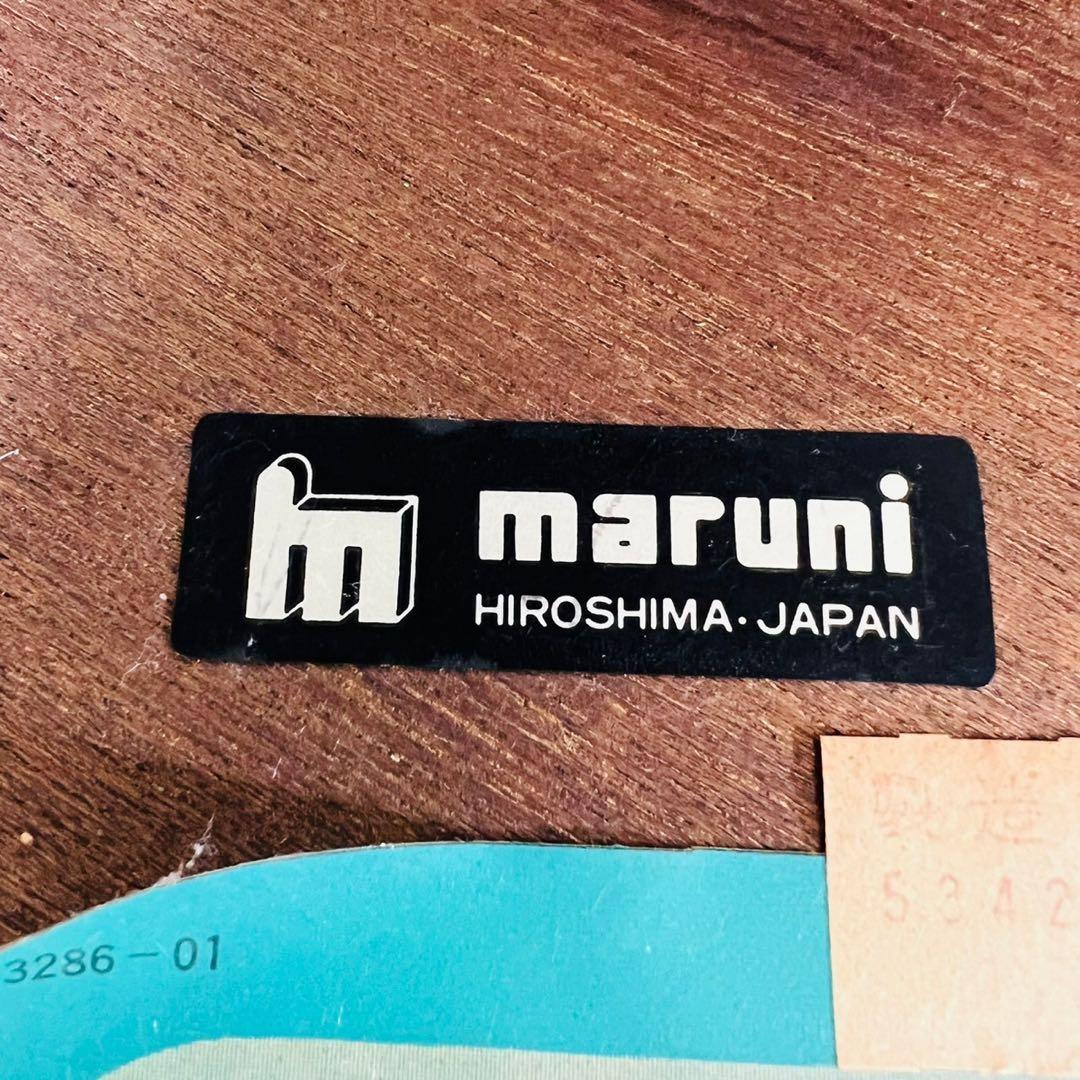 maruni
HIROSHIMA・JAPAN
製造
5342
3286-01